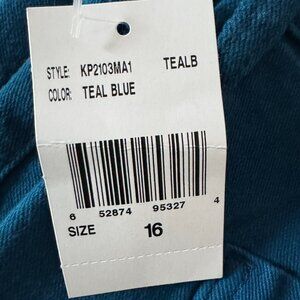 STYLE: KP2103MA1 TEALB
COLOR: TEAL BLUE
6 52874 95327 4
SIZE 16